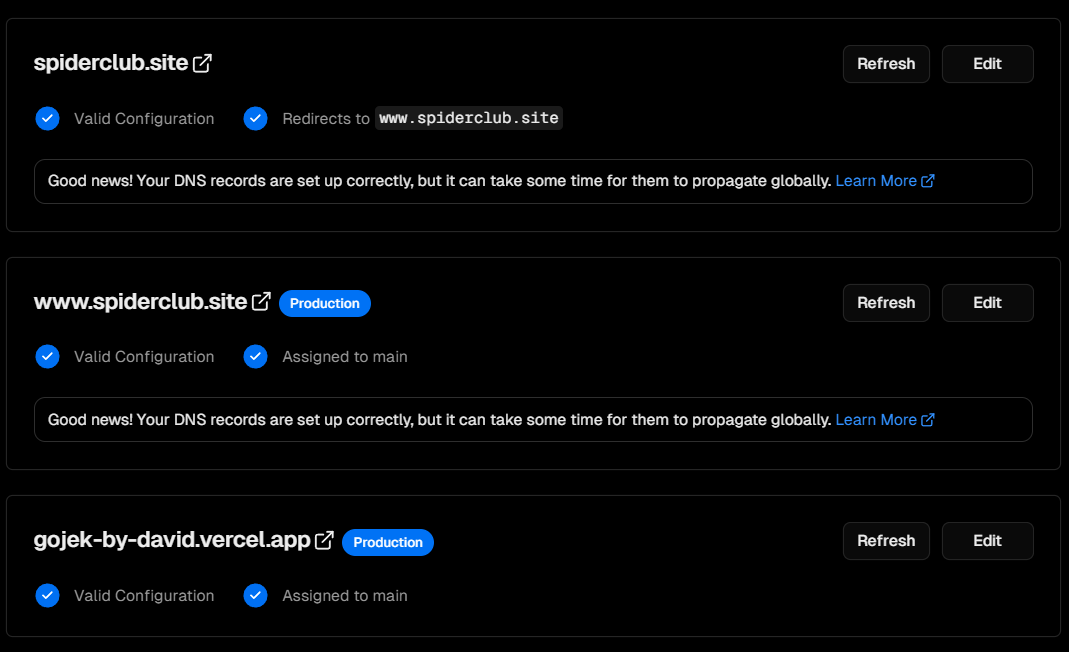 spiderclub.site
Refresh
Edit
Valid Configuration
Redirects to www.spiderclub.site
Good news! Your DNS records are set up correctly, but it can take some time for them to propagate globally. Learn More
www.spiderclub.site Production
Refresh
Edit
Valid Configuration
Assigned to main
Good news! Your DNS records are set up correctly, but it can take some time for them to propagate globally. Learn More
gojek-by-david.vercel.app Production
Refresh
Edit
Valid Configuration
Assigned to main